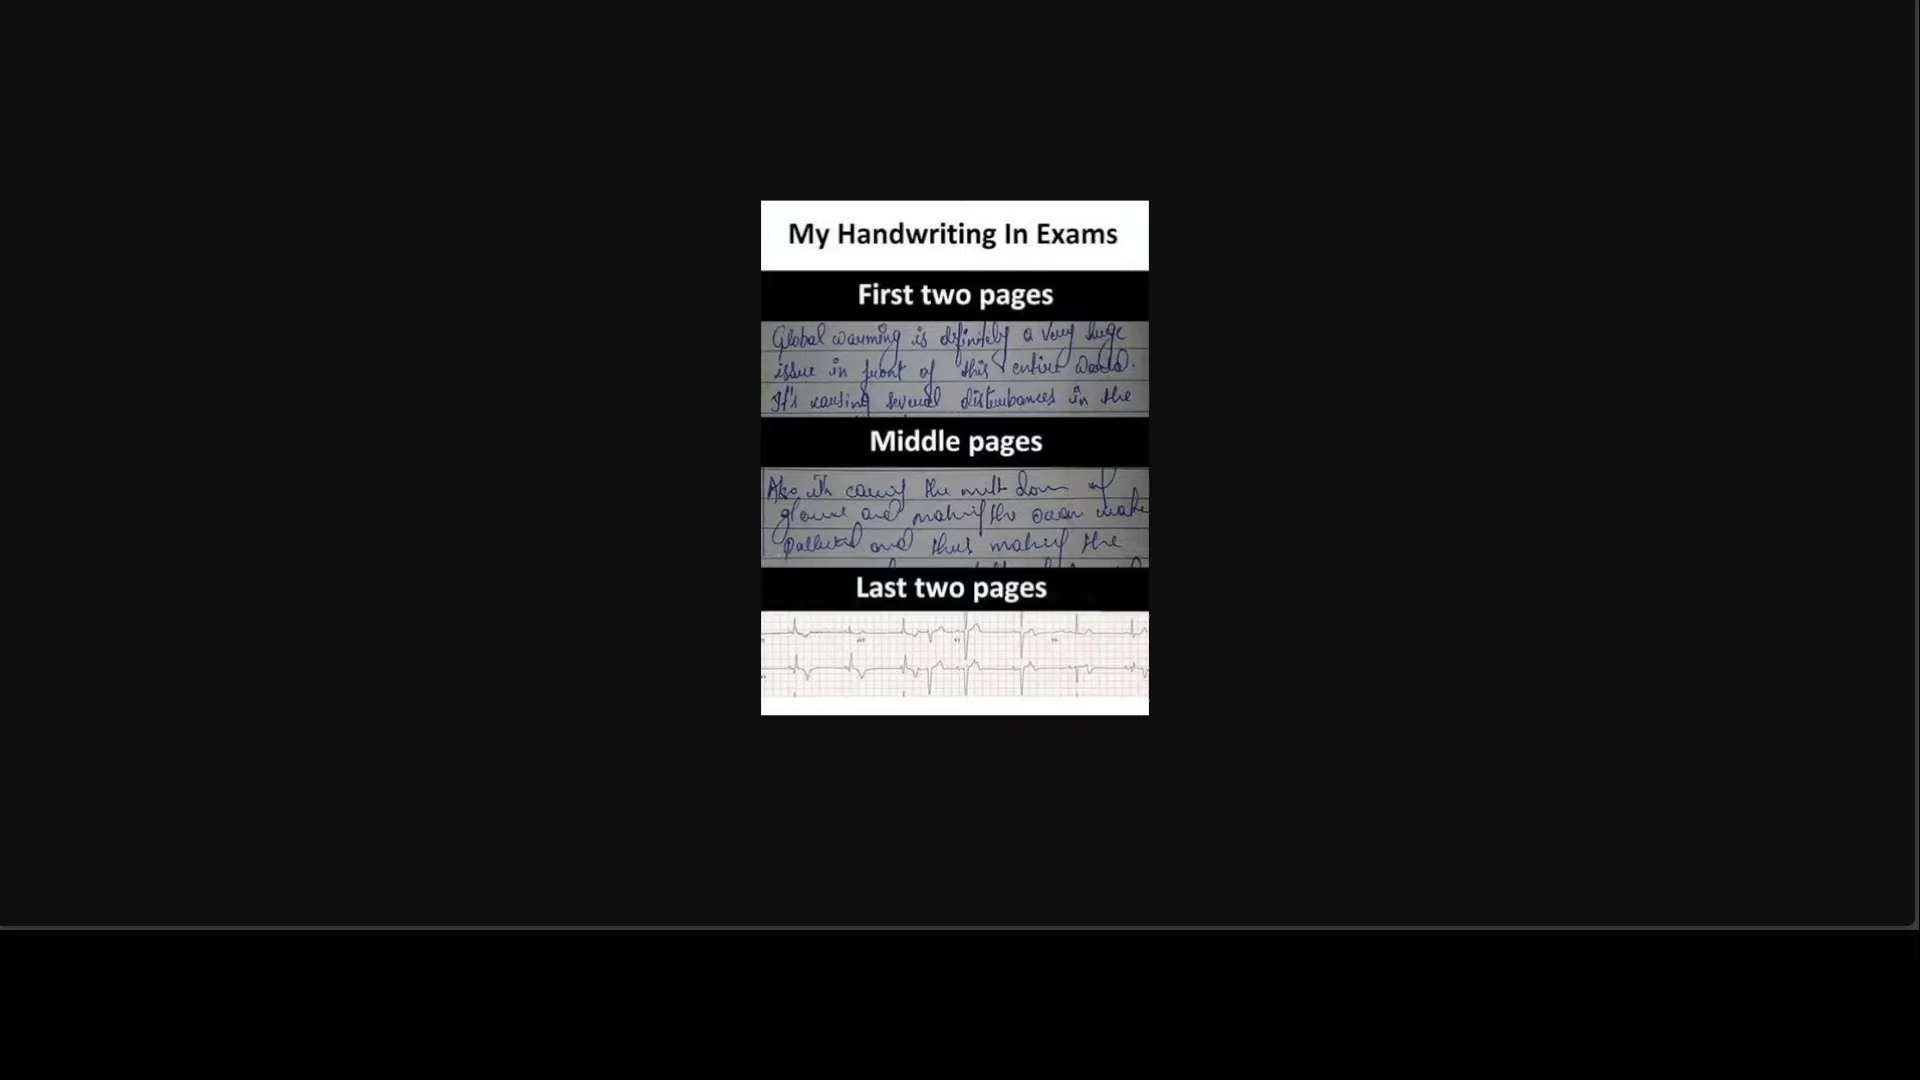 My Handwriting In Exams
First two pages
Global warming is definitely a very huge
issue in front of this entire world.
It's causing several disturbances in the
Middle pages
Also it's causing the melt down of
and making the ocean
Polluted and thus making the
Last two pages